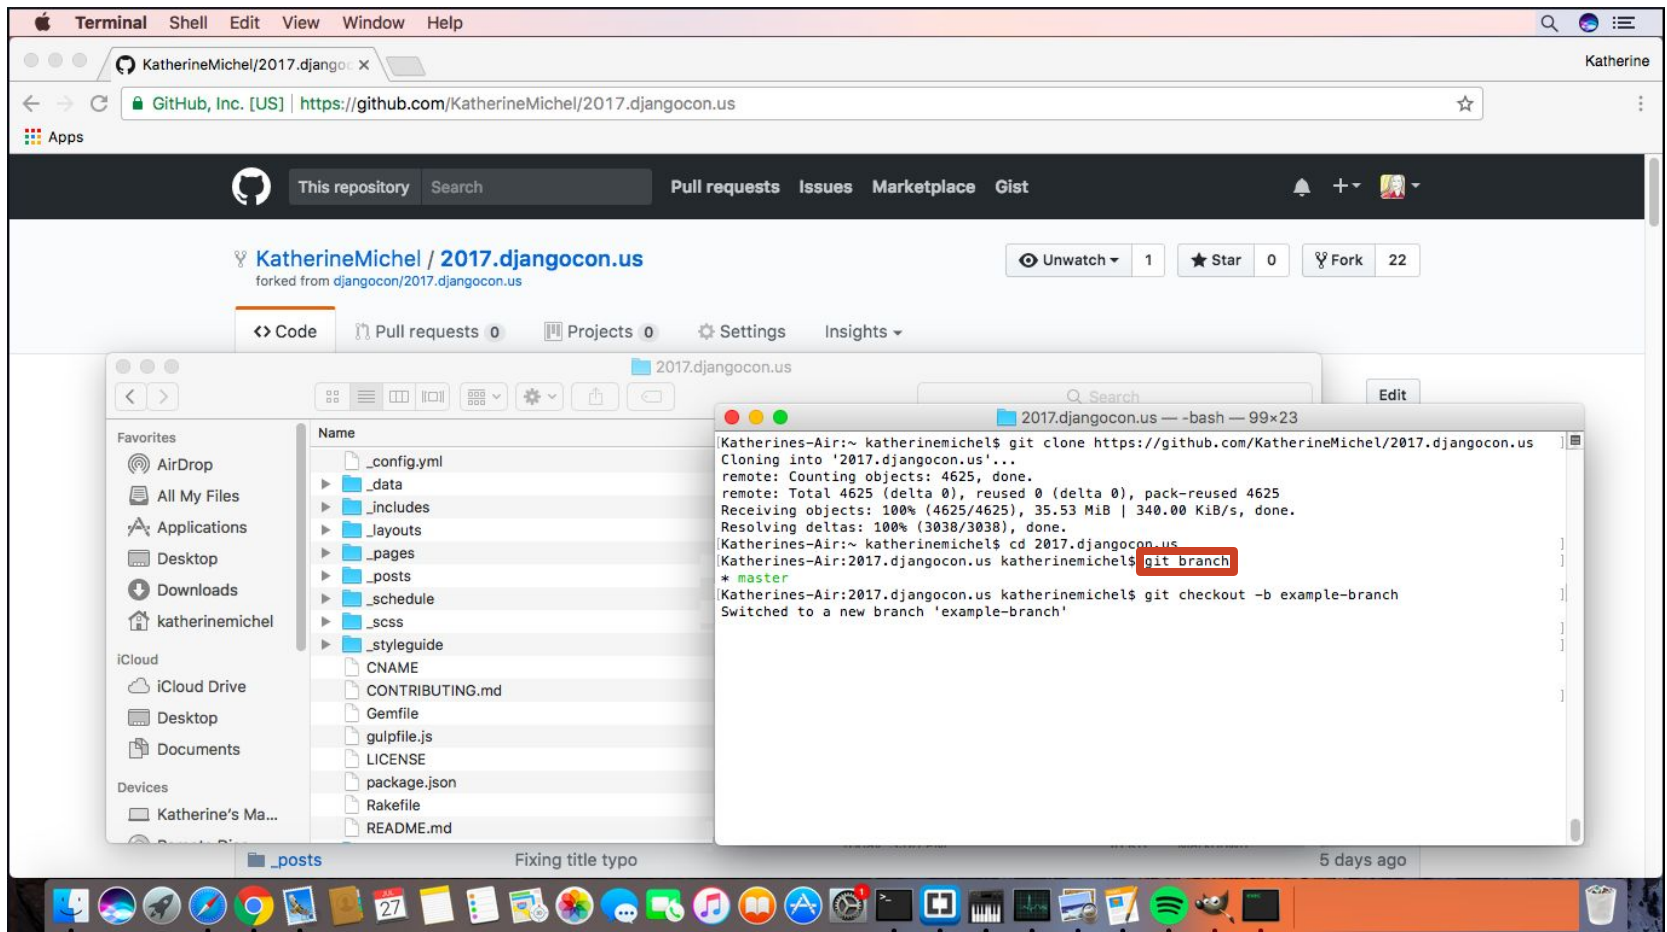 Terminal Shell Edit View Window Help
KatherineMichel/2017.djangoc
Katherine
GitHub, Inc. [US] https://github.com/KatherineMichel/2017.djangocon.us
Apps
This repository Search Pull requests Issues Marketplace Gist
KatherineMichel / 2017.djangocon.us
Unwatch 1 Star 0 Fork 22
forked from djangocon/2017.djangocon.us
Code Pull requests 0 Projects 0 Settings Insights
2017.djangocon.us
Search
Edit
Favorites
AirDrop
All My Files
Applications
Desktop
Downloads
katherinemichel
iCloud
iCloud Drive
Desktop
Documents
Devices
Katherine's Ma...
Name
_config.yml
_data
_includes
_layouts
_pages
_posts
_schedule
_scss
_styleguide
CNAME
CONTRIBUTING.md
Gemfile
gulpfile.js
LICENSE
package.json
Rakefile
README.md
2017.djangocon.us — -bash — 99×23
[Katherines-Air:~ katherinemichel$ git clone https://github.com/KatherineMichel/2017.djangocon.us ]
Cloning into '2017.djangocon.us'...
remote: Counting objects: 4625, done.
remote: Total 4625 (delta 0), reused 0 (delta 0), pack-reused 4625
Receiving objects: 100% (4625/4625), 35.53 MiB | 340.00 KiB/s, done.
Resolving deltas: 100% (3038/3038), done.
[Katherines-Air:~ katherinemichel$ cd 2017.djangocon.us ]
[Katherines-Air:2017.djangocon.us katherinemichel$ git branch ]
* master
[Katherines-Air:2017.djangocon.us katherinemichel$ git checkout -b example-branch ]
Switched to a new branch 'example-branch'
]
]
]
_posts Fixing title typo 5 days ago
JUL
27
1